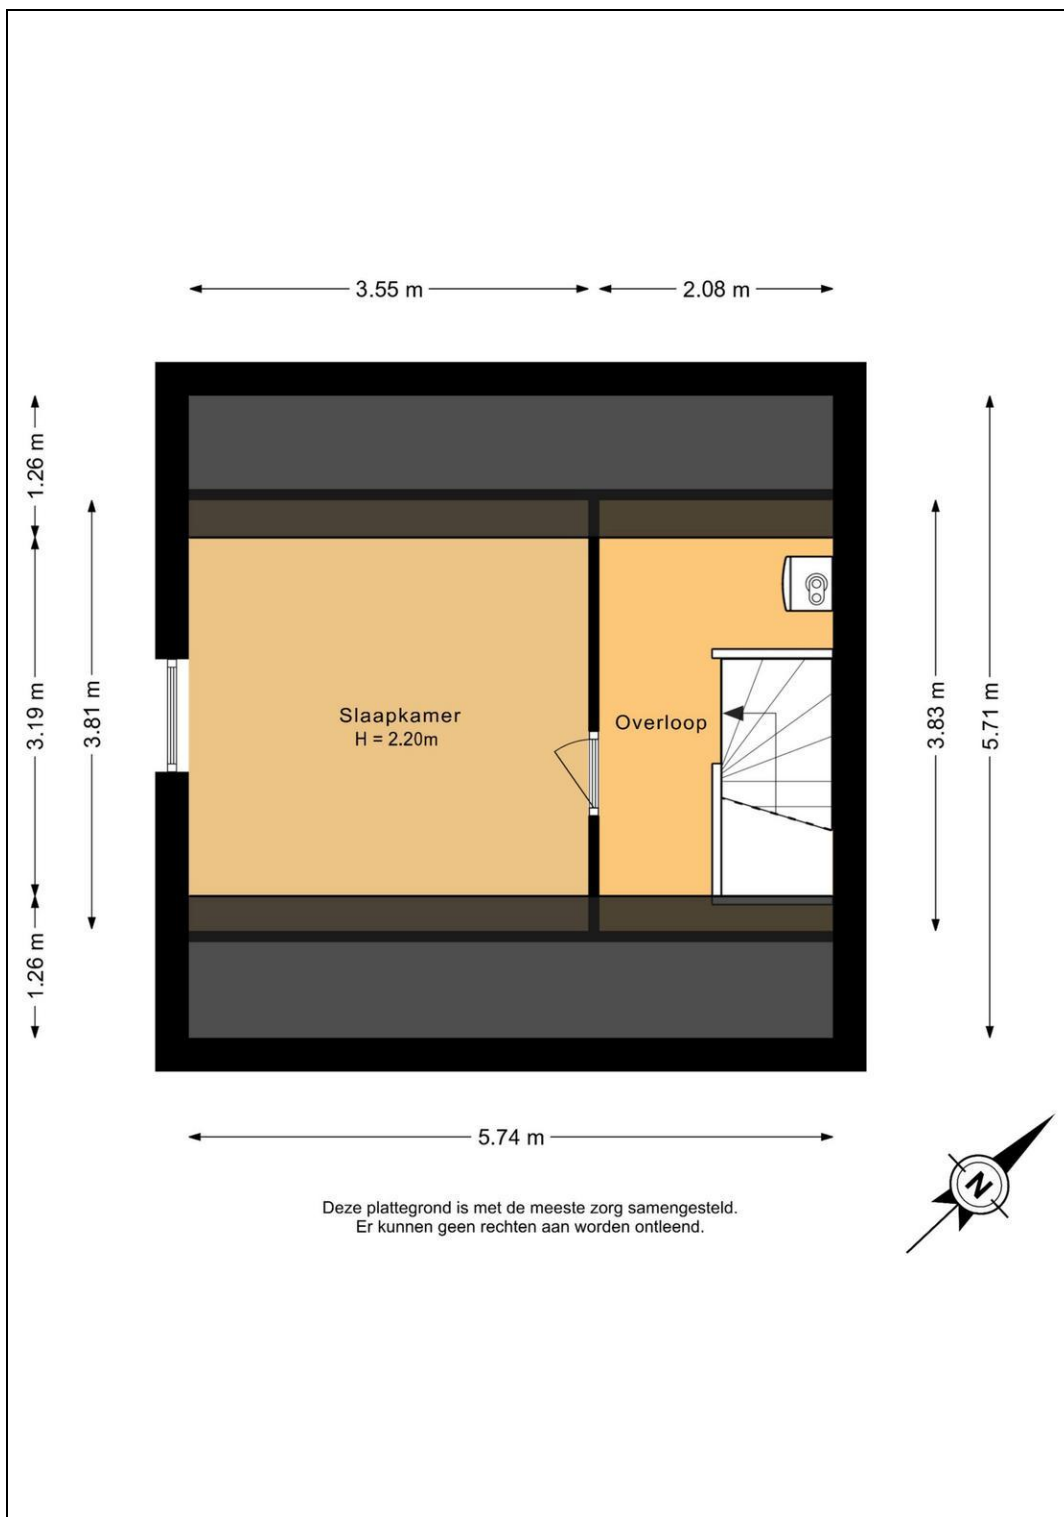 3.55 m
2.08 m
1.26 m
3.19 m
1.26 m
3.81 m
Slaapkamer
H = 2.20m
Overloop
3.83 m
5.71 m
5.74 m
Deze plattegrond is met de meeste zorg samengesteld.
Er kunnen geen rechten aan worden ontleend.
N